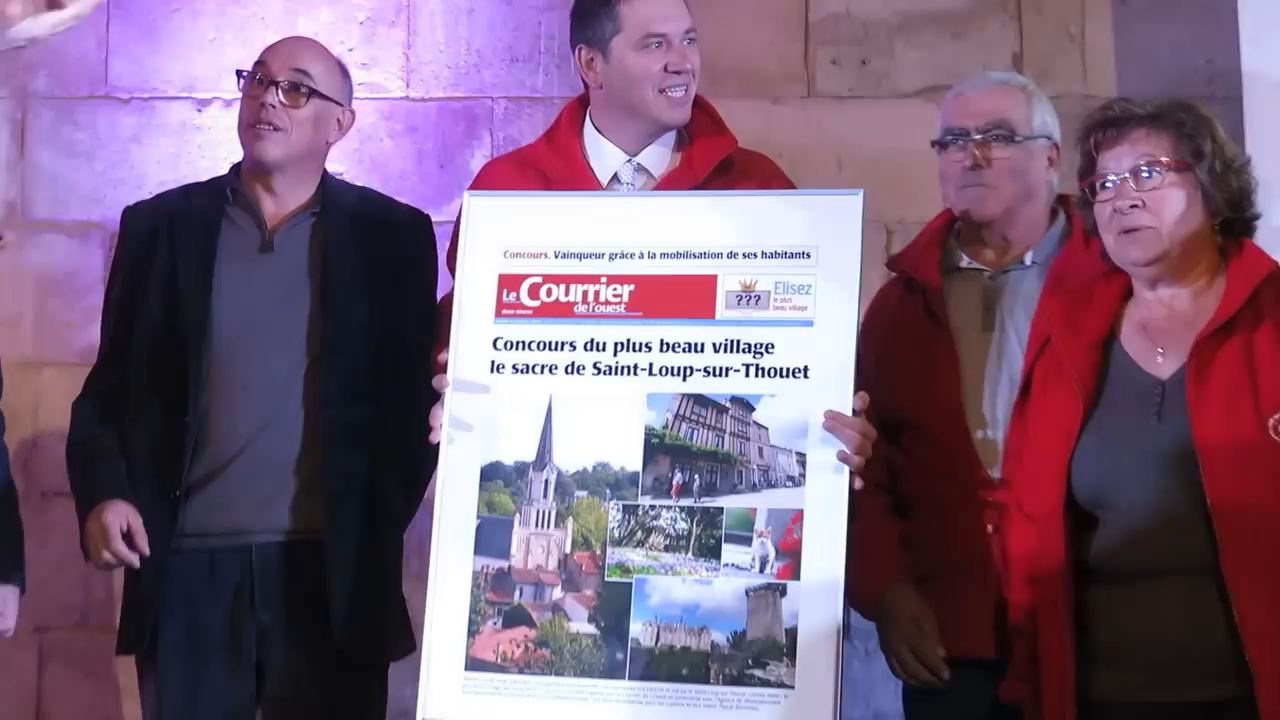 Concours. Vainqueur grâce à la mobilisation de ses habitants
Le Courrier
de l'ouest
???
Elisez
le plus
beau village
Concours du plus beau village
le sacre de Saint-Loup-sur-Thouet